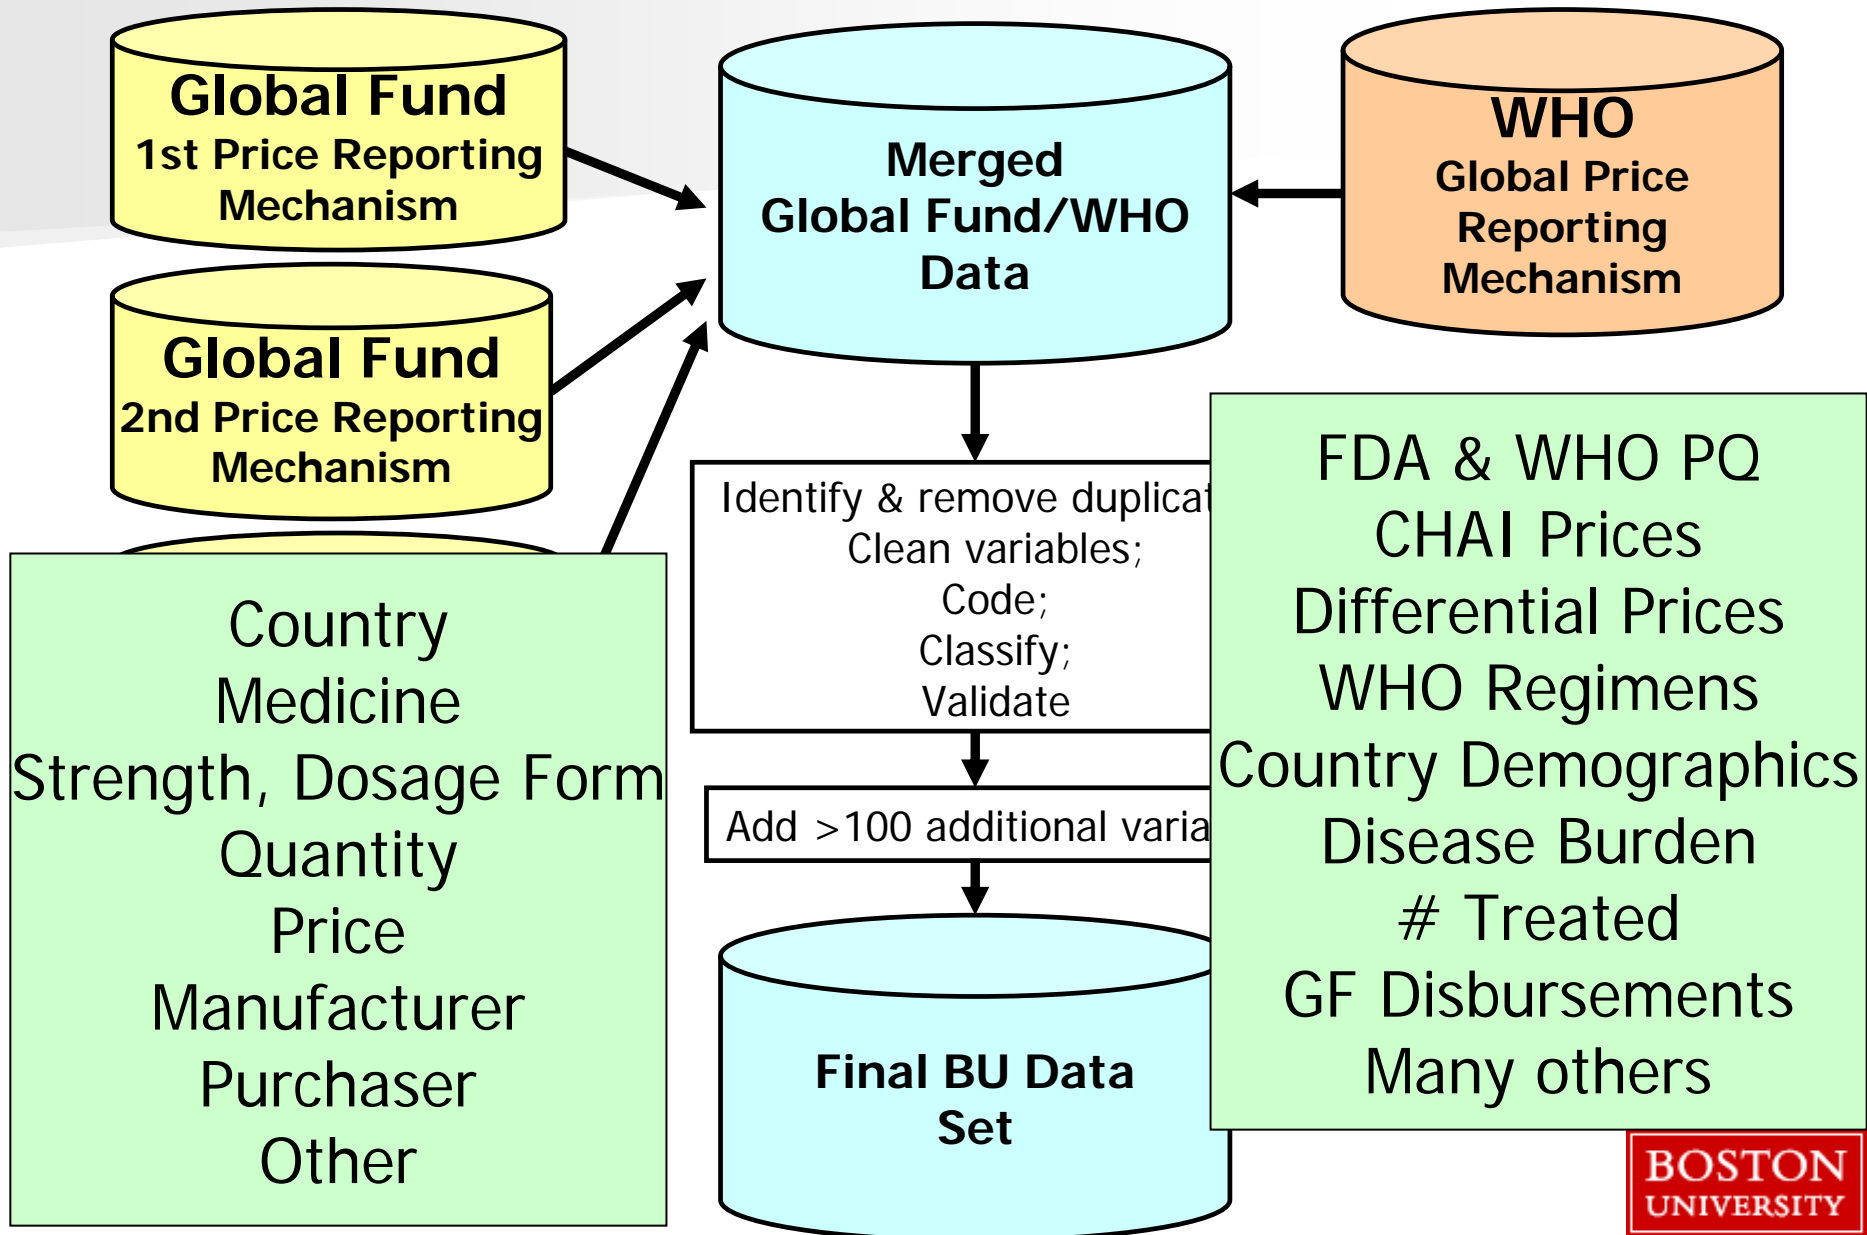 Global Fund
1st Price Reporting
Mechanism
Merged
Global Fund/WHO
Data
WHO
Global Price
Reporting
Mechanism
Global Fund
2nd Price Reporting
Mechanism
Identify & remove duplicat
Clean variables;
Code;
Classify;
Validate
Add >100 additional varia
Final BU Data
Set
Country
Medicine
Strength, Dosage Form
Quantity
Price
Manufacturer
Purchaser
Other
FDA & WHO PQ
CHAI Prices
Differential Prices
WHO Regimens
Country Demographics
Disease Burden
# Treated
GF Disbursements
Many others
BOSTON
UNIVERSITY